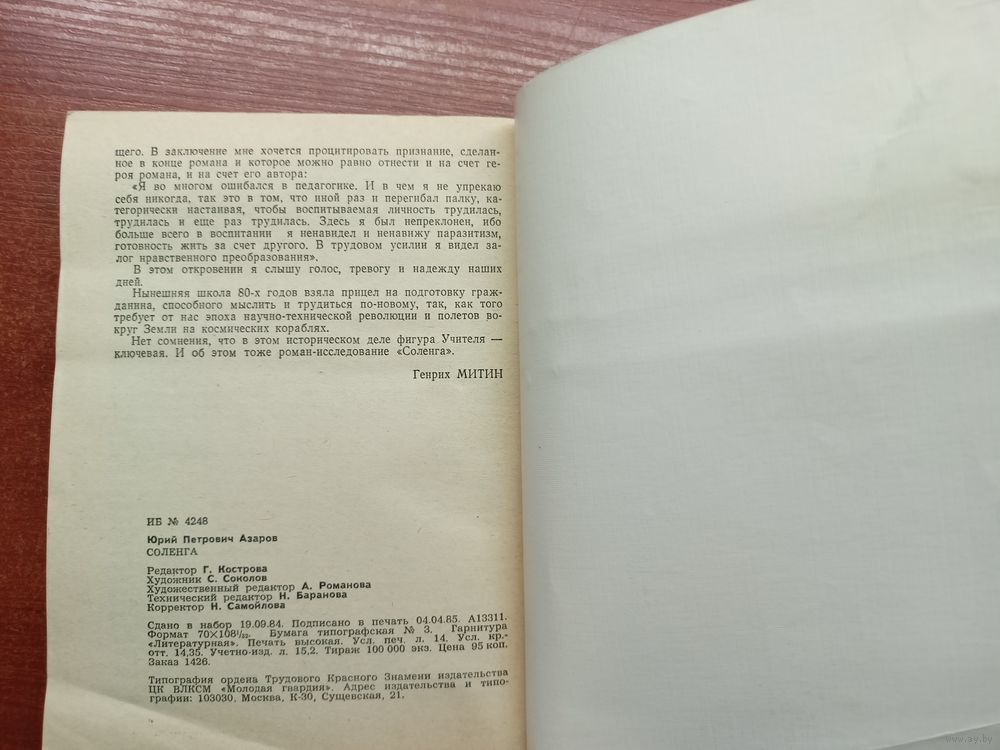 щего. В заключение мне хочется процитировать признание, сделан-
ное в конце романа и которое можно равно отнести и на счет ге-
роя романа, и на счет его автора:
«Я во многом ошибался в педагогике. И в чем я не упрекаю
себя никогда, так это в том, что иной раз и перегибал палку, ка-
тегорически настаивая, чтобы воспитываемая личность трудилась,
трудилась и еще раз трудилась. Здесь я был непреклонен, ибо
больше всего в воспитании я ненавидел и ненавижу паразитизм,
готовность жить за счет другого. В трудовом усилии я видел за-
лог нравственного преобразования».
В этом откровении я слышу голос, тревогу и надежду наших
дней.
Нынешняя школа 80-х годов взяла прицел на подготовку граж-
данина, способного мыслить и трудиться по-новому, так, как того
требует от нас эпоха научно-технической революции и полетов во-
круг Земли на космических кораблях.
Нет сомнения, что в этом историческом деле фигура Учителя —
ключевая. И об этом тоже роман-исследование «Соленга».
Генрих МИТИН
ИБ № 4248
Юрий Петрович Азаров
СОЛЕНГА
Редактор Г. Кострова
Художник С. Соколов
Художественный редактор А. Романова
Технический редактор Н. Баранова
Корректор Н. Самойлова
Сдано в набор 19.09.84. Подписано в печать 04.04.85. А13311.
Формат 70×108¹/₃₂. Бумага типографская № 3. Гарнитура
«Литературная». Печать высокая. Усл. печ. л. 14. Усл. кр.-
отт. 14,35. Учетно-изд. л. 15,2. Тираж 100 000 экз. Цена 95 коп.
Заказ 1426.
Типография ордена Трудового Красного Знамени издательства
ЦК ВЛКСМ «Молодая гвардия». Адрес издательства и типо-
графии: 103030, Москва, К-30, Сущевская, 21.
www.ay.by